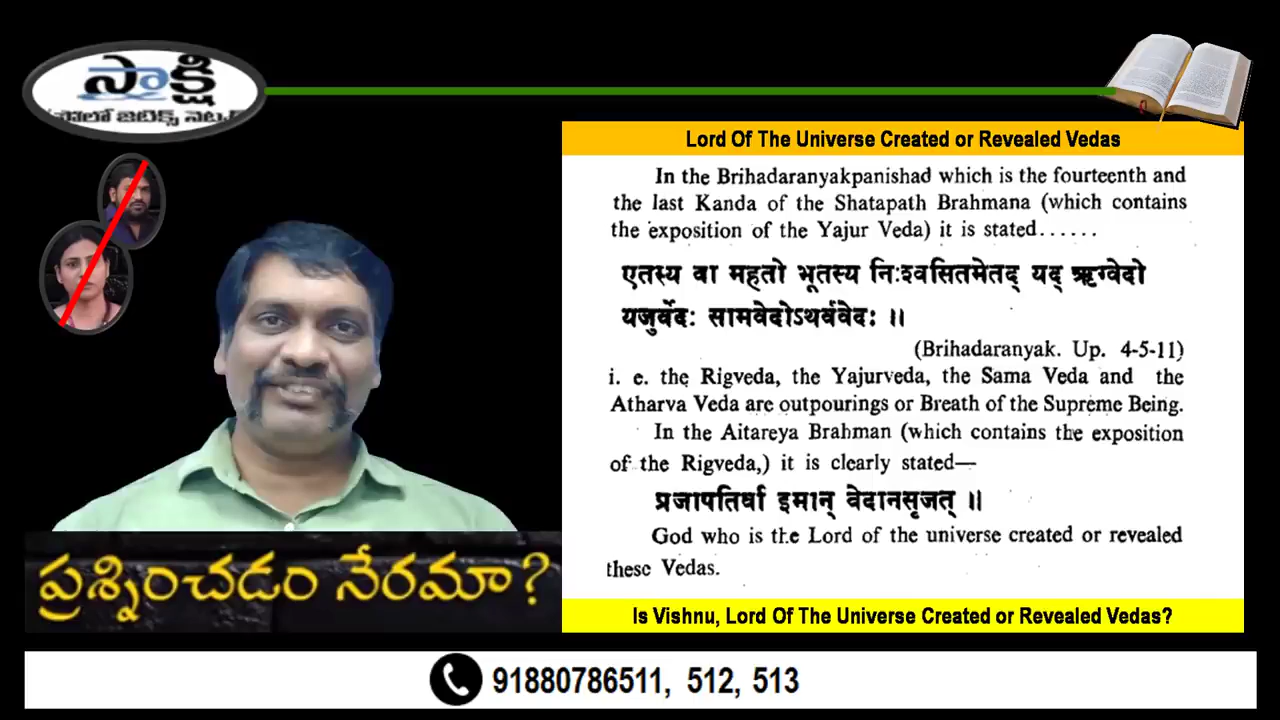 సాక్షి
Lord Of The Universe Created or Revealed Vedas
In the Brihadaranyakpanishad which is the fourteenth and
the last Kanda of the Shatapath Brahmana (which contains
the exposition of the Yajur Veda) it is stated......
एतस्य वा महतो भूतस्य निःश्वसितमेतद् यद् ऋग्वेदो
यजुर्वेदः सामवेदोऽथर्ववेदः ।।
(Brihadaranyak. Up. 4-5-11)
i. e. the Rigveda, the Yajurveda, the Sama Veda and the
Atharva Veda are outpourings or Breath of the Supreme Being.
In the Aitareya Brahman (which contains the exposition
of the Rigveda,) it is clearly stated—
प्रजापतिर्षा इमान् वेदानसृजत् ॥
God who is the Lord of the universe created or revealed
these Vedas.
Is Vishnu, Lord Of The Universe Created or Revealed Vedas?
ప్రశ్నించడం నేరమా?
91880786511, 512, 513